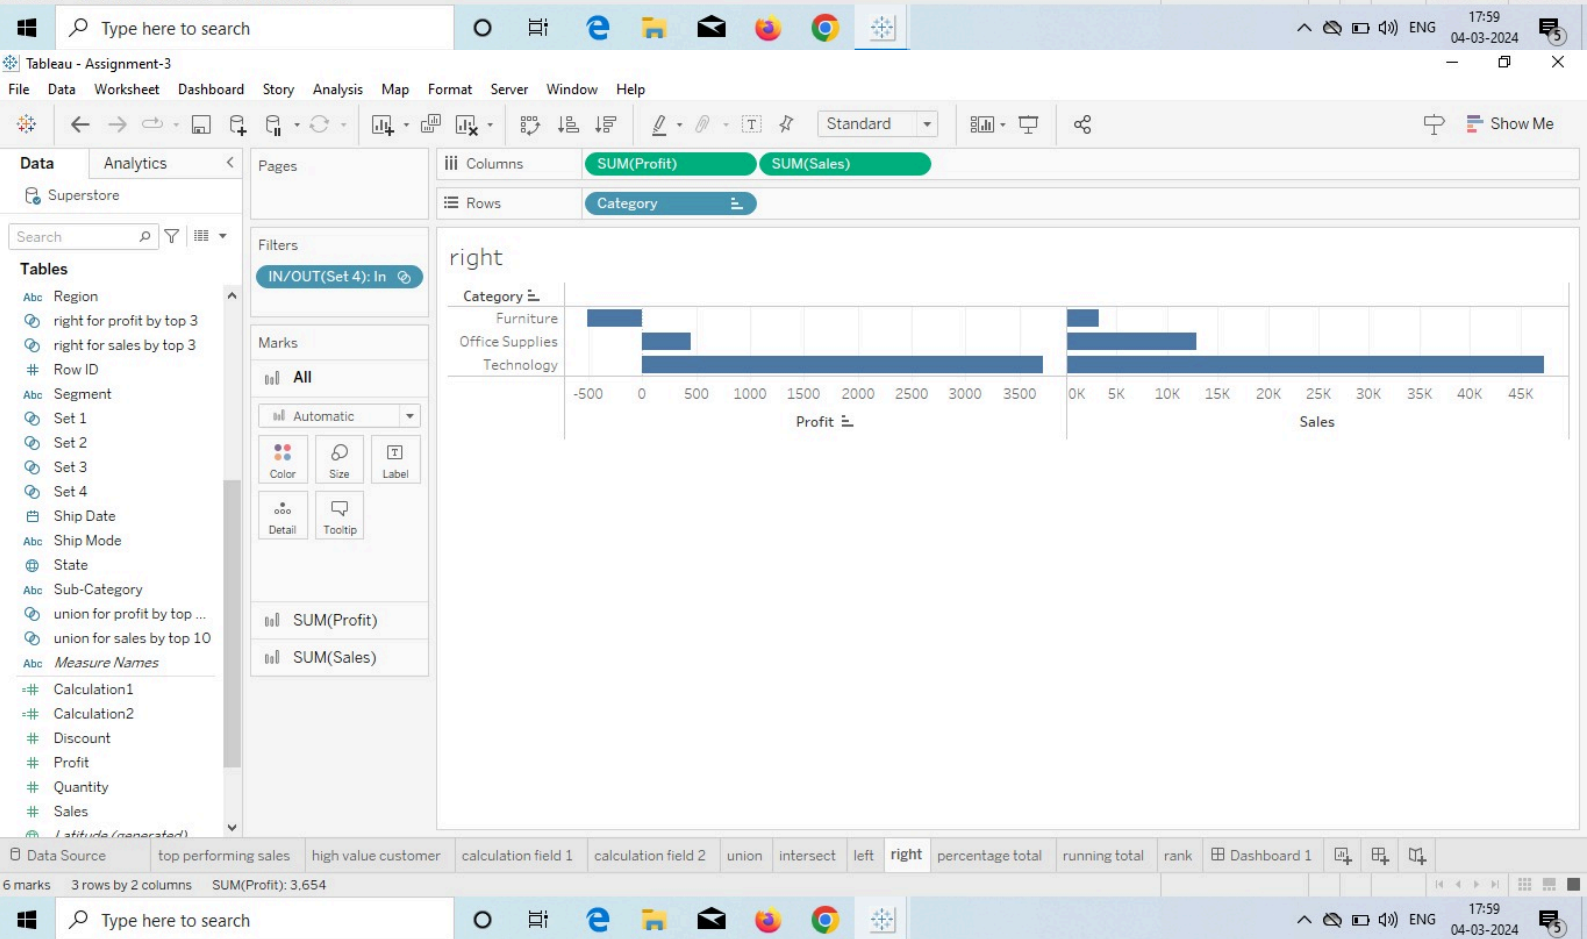 Type here to search
ENG
17:59
04-03-2024
5
Tableau - Assignment-3
File Data Worksheet Dashboard Story Analysis Map Format Server Window Help
Standard
Show Me
Data Analytics
Superstore
Search
Tables
Abc Region
right for profit by top 3
right for sales by top 3
# Row ID
Abc Segment
Set 1
Set 2
Set 3
Set 4
Ship Date
Abc Ship Mode
State
Abc Sub-Category
union for profit by top ...
union for sales by top 10
Abc Measure Names
=# Calculation1
=# Calculation2
# Discount
# Profit
# Quantity
# Sales
Latitude (generated)
Pages
Filters
IN/OUT(Set 4): In
Marks
All
Automatic
Color Size Label
Detail Tooltip
SUM(Profit)
SUM(Sales)
Columns SUM(Profit) SUM(Sales)
Rows Category
right
Category
Furniture
Office Supplies
Technology
-500 0 500 1000 1500 2000 2500 3000 3500 0K 5K 10K 15K 20K 25K 30K 35K 40K 45K
Profit Sales
Data Source top performing sales high value customer calculation field 1 calculation field 2 union intersect left right percentage total running total rank Dashboard 1
6 marks 3 rows by 2 columns SUM(Profit): 3,654
Type here to search
ENG
17:59
04-03-2024
5